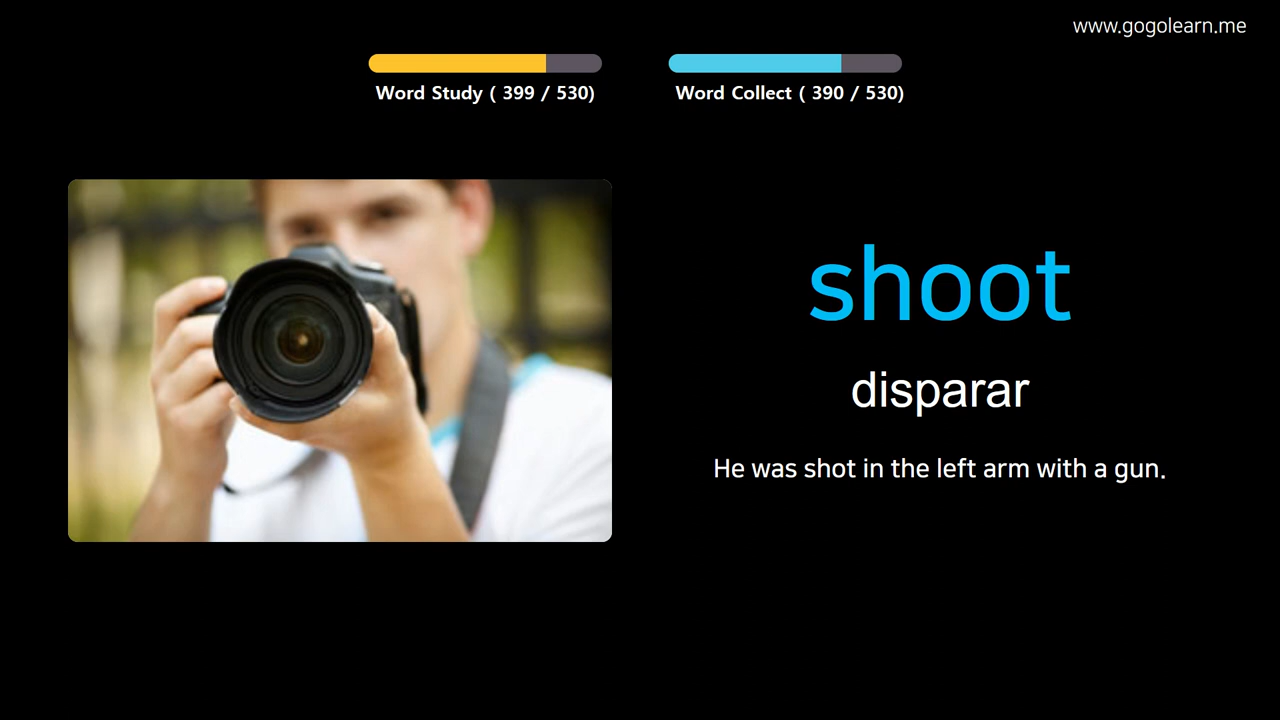 www.gogolearn.me
Word Study ( 399 / 530)
Word Collect ( 390 / 530)
shoot
disparar
He was shot in the left arm with a gun.